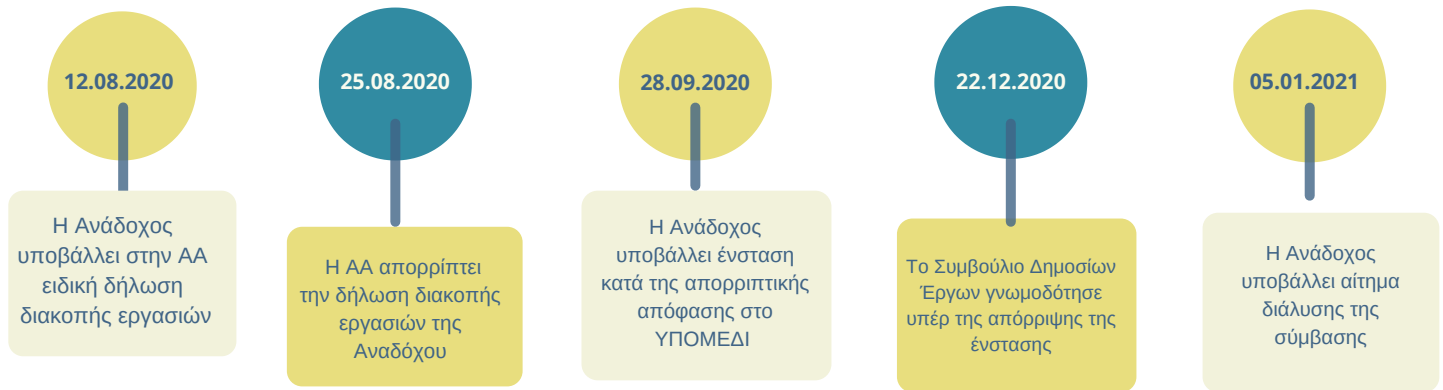 12.08.2020
Η Ανάδοχος
υποβάλλει στην ΑΑ
ειδική δήλωση
διακοπής εργασιών
25.08.2020
Η ΑΑ απορρίπτει
την δήλωση διακοπής
εργασιών της
Αναδόχου
28.09.2020
Η Ανάδοχος
υποβάλλει ένσταση
κατά της απορριπτικής
απόφασης στο
ΥΠΟΜΕΔΙ
22.12.2020
Το Συμβούλιο Δημοσίων
Έργων γνωμοδότησε
υπέρ της απόρριψης της
ένστασης
05.01.2021
Η Ανάδοχος
υποβάλλει αίτημα
διάλυσης της
σύμβασης